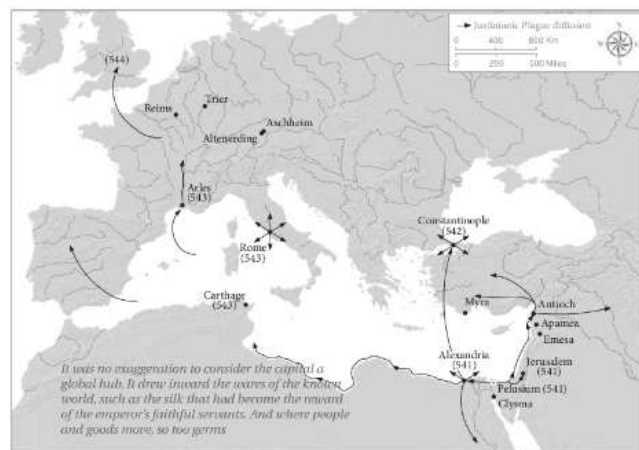 Justinianic Plague diffusion
0 400 800 Km
0 250 500 Miles
N
(544)
Reims
Trier
Aschheim
Altenerding
Arles
(543)
Constantinople
(542)
Rome
(543)
Carthage
(543)
Myra
Antioch
Apamea
Emesa
Alexandria
(541)
Jerusalem
(541)
Pelusium (541)
Clysma
It was no exaggeration to consider the capital a
global hub. It drew inward the wares of the known
world, such as the silk that had become the reward
of the emperor's faithful servants. And where people
and goods move, so too germs